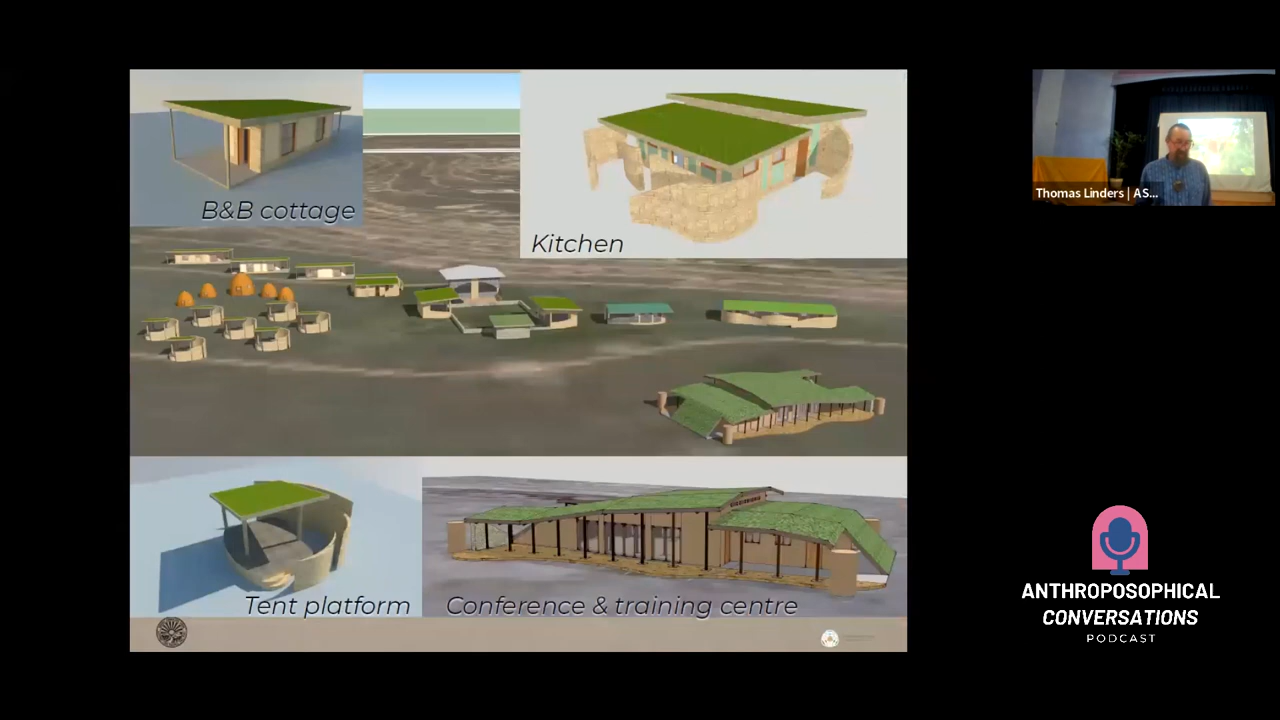 B&B cottage
Kitchen
Tent platform
Conference & training centre
Thomas Linders | AS...
ANTHROPOSOPHICAL
CONVERSATIONS
PODCAST